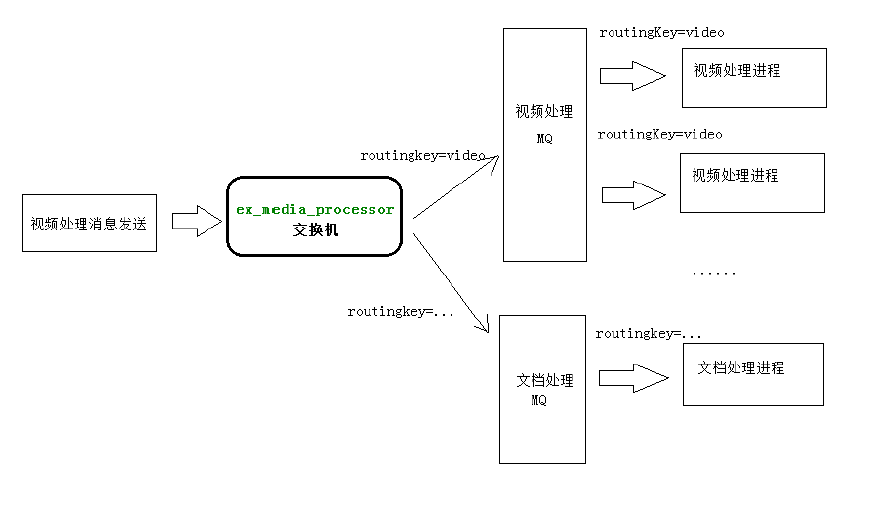 视频处理消息发送
ex_media_processor
交换机
routingkey=video
routingkey=...
视频处理
MQ
routingKey=video
视频处理进程
routingKey=video
视频处理进程
......
文档处理
MQ
routingkey=...
文档处理进程